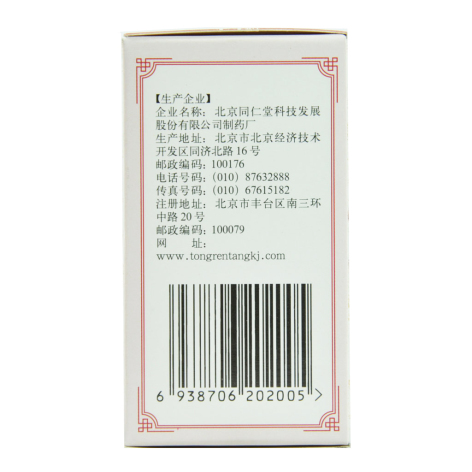 【生产企业】
企业名称：北京同仁堂科技发展
股份有限公司制药厂
生产地址：北京市北京经济技术
开发区同济北路16号
邮政编码：100176
电话号码：(010) 87632888
传真号码：(010) 67615182
注册地址：北京市丰台区南三环
中路20号
邮政编码：100079
网　　址：
www.tongrentangkj.com
6 938706 202005 >